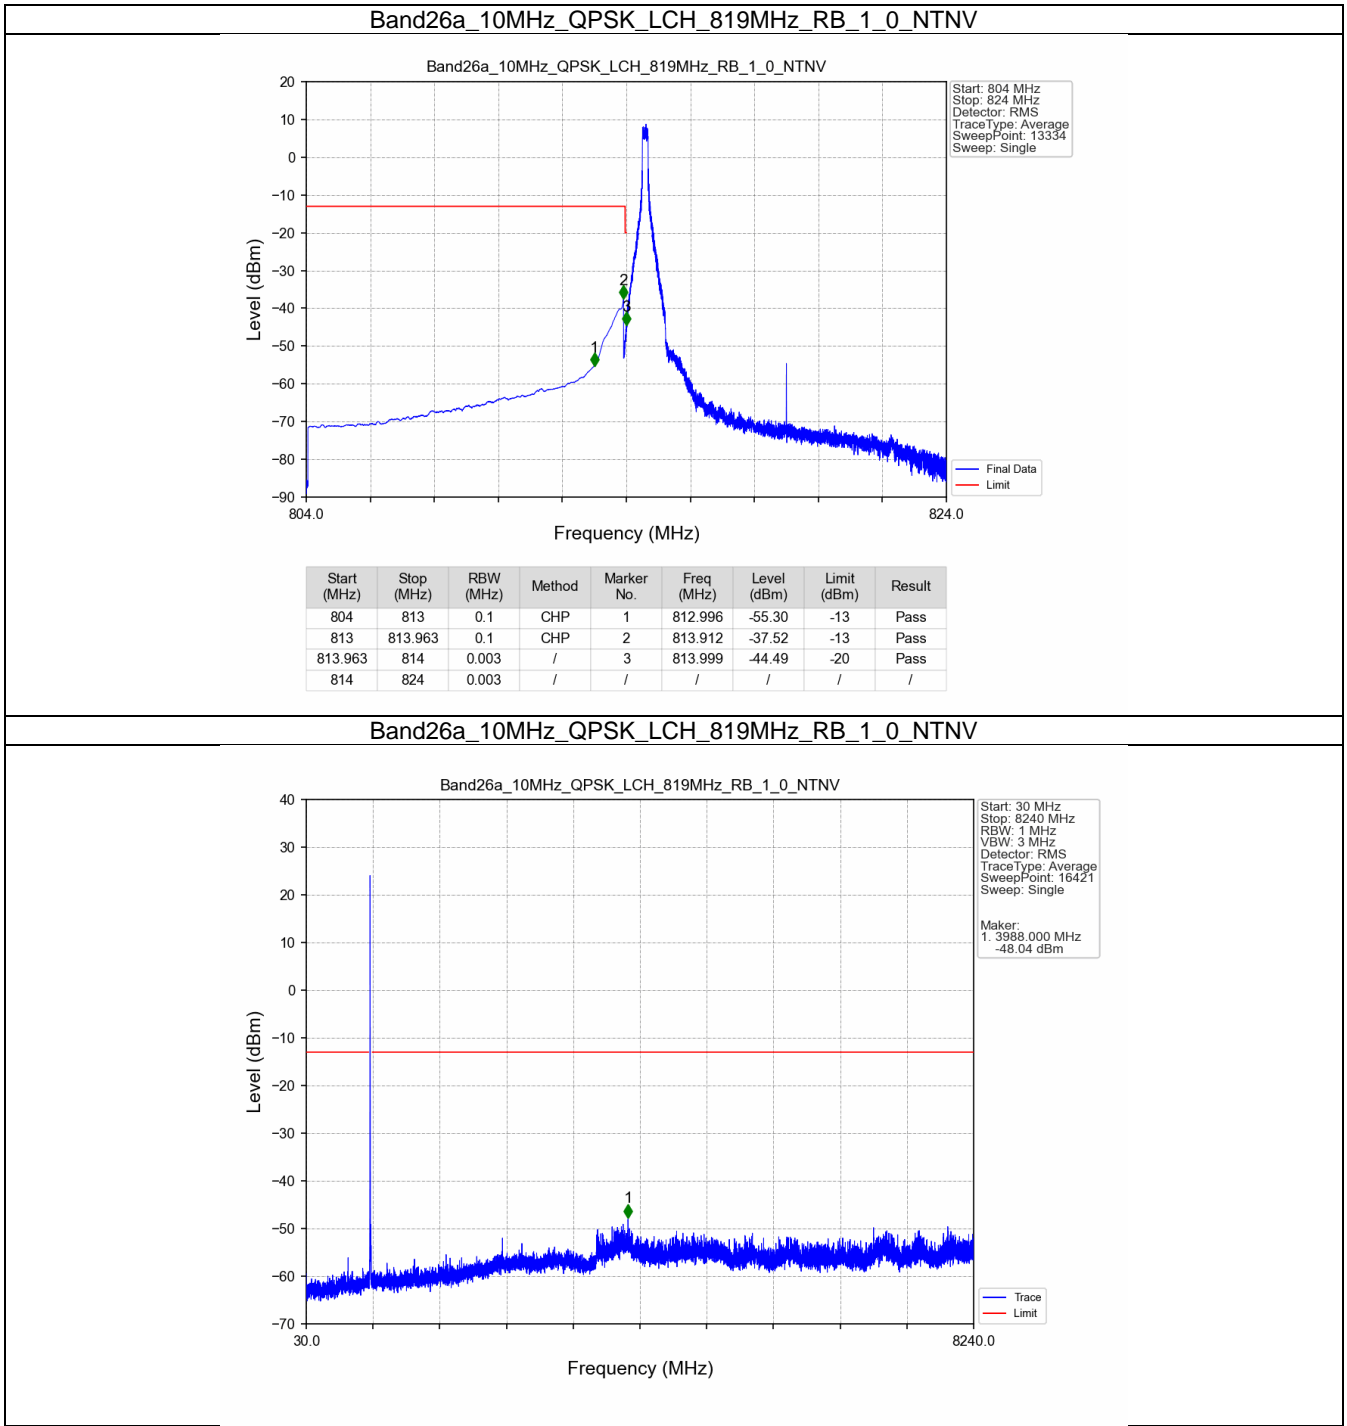 Band26a_10MHz_QPSK_LCH_819MHz_RB_1_0_NTNV
Band26a_10MHz_QPSK_LCH_819MHz_RB_1_0_NTNV
Start: 804 MHz
Stop: 824 MHz
Detector: RMS
TraceType: Average
SweepPoint: 13334
Sweep: Single
20
10
0
−10
−20
−30
−40
−50
−60
−70
−80
−90
Level (dBm)
1
2
3
804.0
824.0
Frequency (MHz)
Final Data
Limit
Start (MHz) Stop (MHz) RBW (MHz) Method Marker No. Freq (MHz) Level (dBm) Limit (dBm) Result
804 813 0.1 CHP 1 812.996 -55.30 -13 Pass
813 813.963 0.1 CHP 2 813.912 -37.52 -13 Pass
813.963 814 0.003 / 3 813.999 -44.49 -20 Pass
814 824 0.003 / / / / / /
Band26a_10MHz_QPSK_LCH_819MHz_RB_1_0_NTNV
Band26a_10MHz_QPSK_LCH_819MHz_RB_1_0_NTNV
Start: 30 MHz
Stop: 8240 MHz
RBW: 1 MHz
VBW: 3 MHz
Detector: RMS
TraceType: Average
SweepPoint: 16421
Sweep: Single
Maker:
1. 3988.000 MHz
-48.04 dBm
40
30
20
10
0
−10
−20
−30
−40
−50
−60
−70
Level (dBm)
1
30.0
8240.0
Frequency (MHz)
Trace
Limit